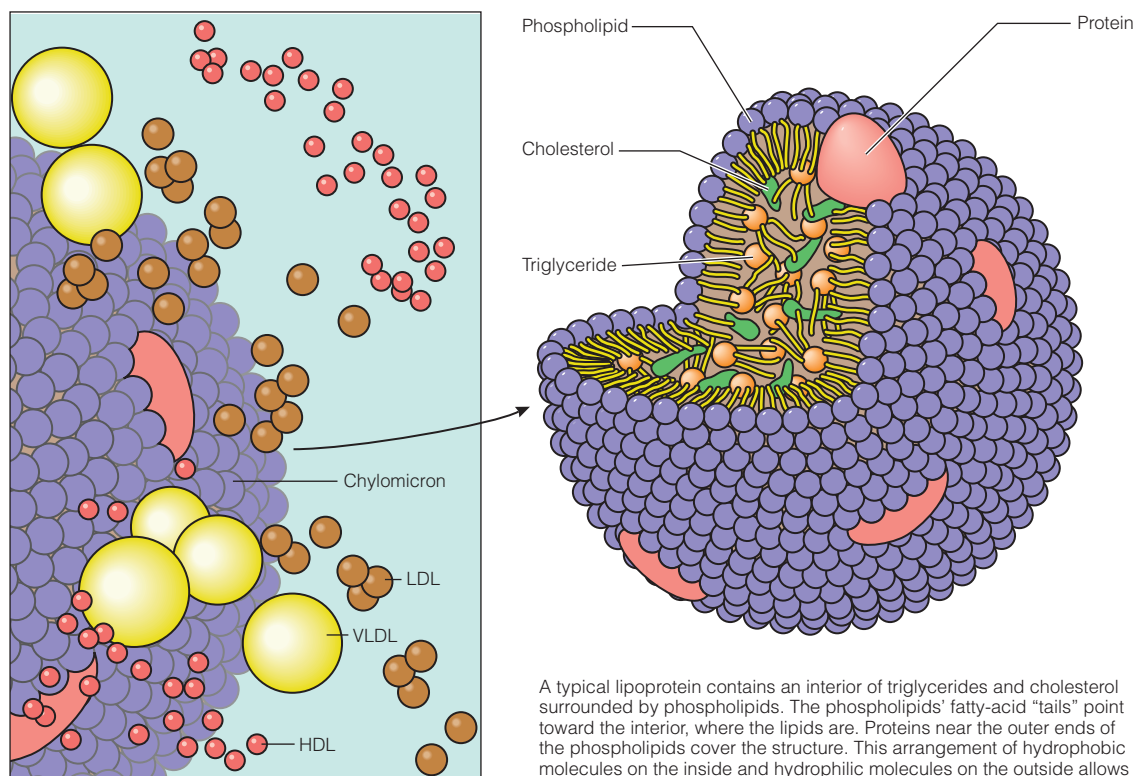 Phospholipid
Protein
Cholesterol
Triglyceride
Chylomicron
LDL
VLDL
HDL
A typical lipoprotein contains an interior of triglycerides and cholesterol
surrounded by phospholipids. The phospholipids’ fatty-acid “tails” point
toward the interior, where the lipids are. Proteins near the outer ends of
the phospholipids cover the structure. This arrangement of hydrophobic
molecules on the inside and hydrophilic molecules on the outside allows